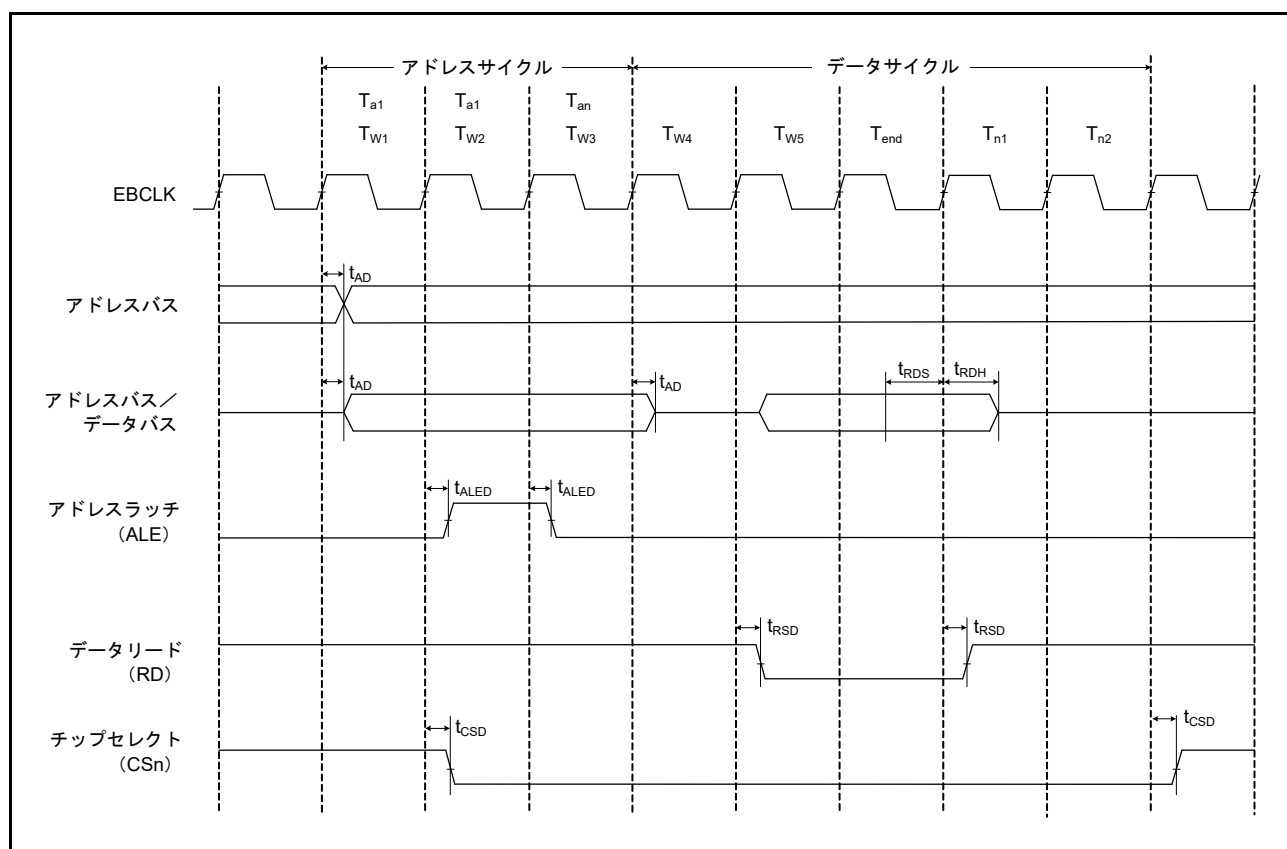 アドレスサイクル データサイクル
Ta1 Ta1 Tan
TW1 TW2 TW3 TW4 TW5 Tend Tn1 Tn2
EBCLK
tAD
アドレスバス
tAD tAD tRDS tRDH
アドレスバス／
データバス
tALED tALED
アドレスラッチ
（ALE）
tRSD tRSD
データリード
（RD）
tCSD tCSD
チップセレクト
（CSn）